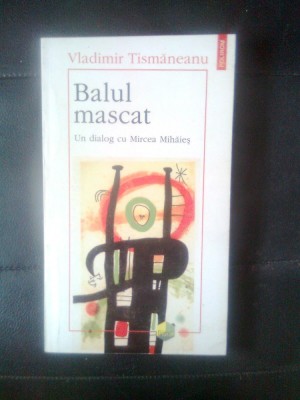 Vladimir Tismăneanu
POLIROM
Balul
mascat
Un dialog cu Mircea Mihăieș